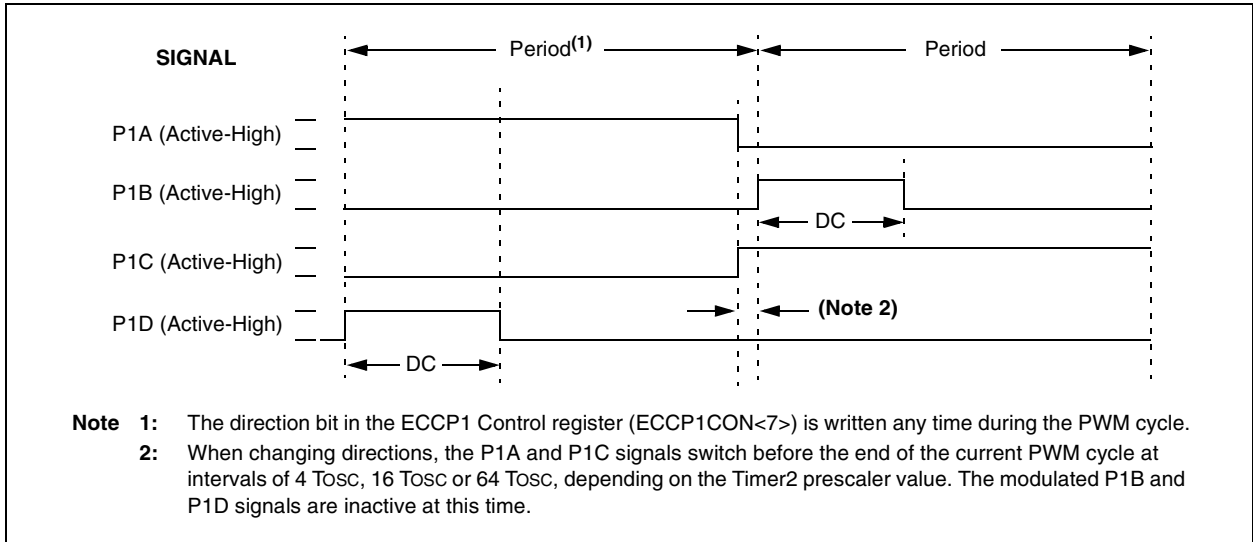 SIGNAL
Period(1)
Period
P1A (Active-High)
P1B (Active-High)
DC
P1C (Active-High)
(Note 2)
P1D (Active-High)
DC
Note 1: The direction bit in the ECCP1 Control register (ECCP1CON<7>) is written any time during the PWM cycle.
2: When changing directions, the P1A and P1C signals switch before the end of the current PWM cycle at
intervals of 4 TOSC, 16 TOSC or 64 TOSC, depending on the Timer2 prescaler value. The modulated P1B and
P1D signals are inactive at this time.